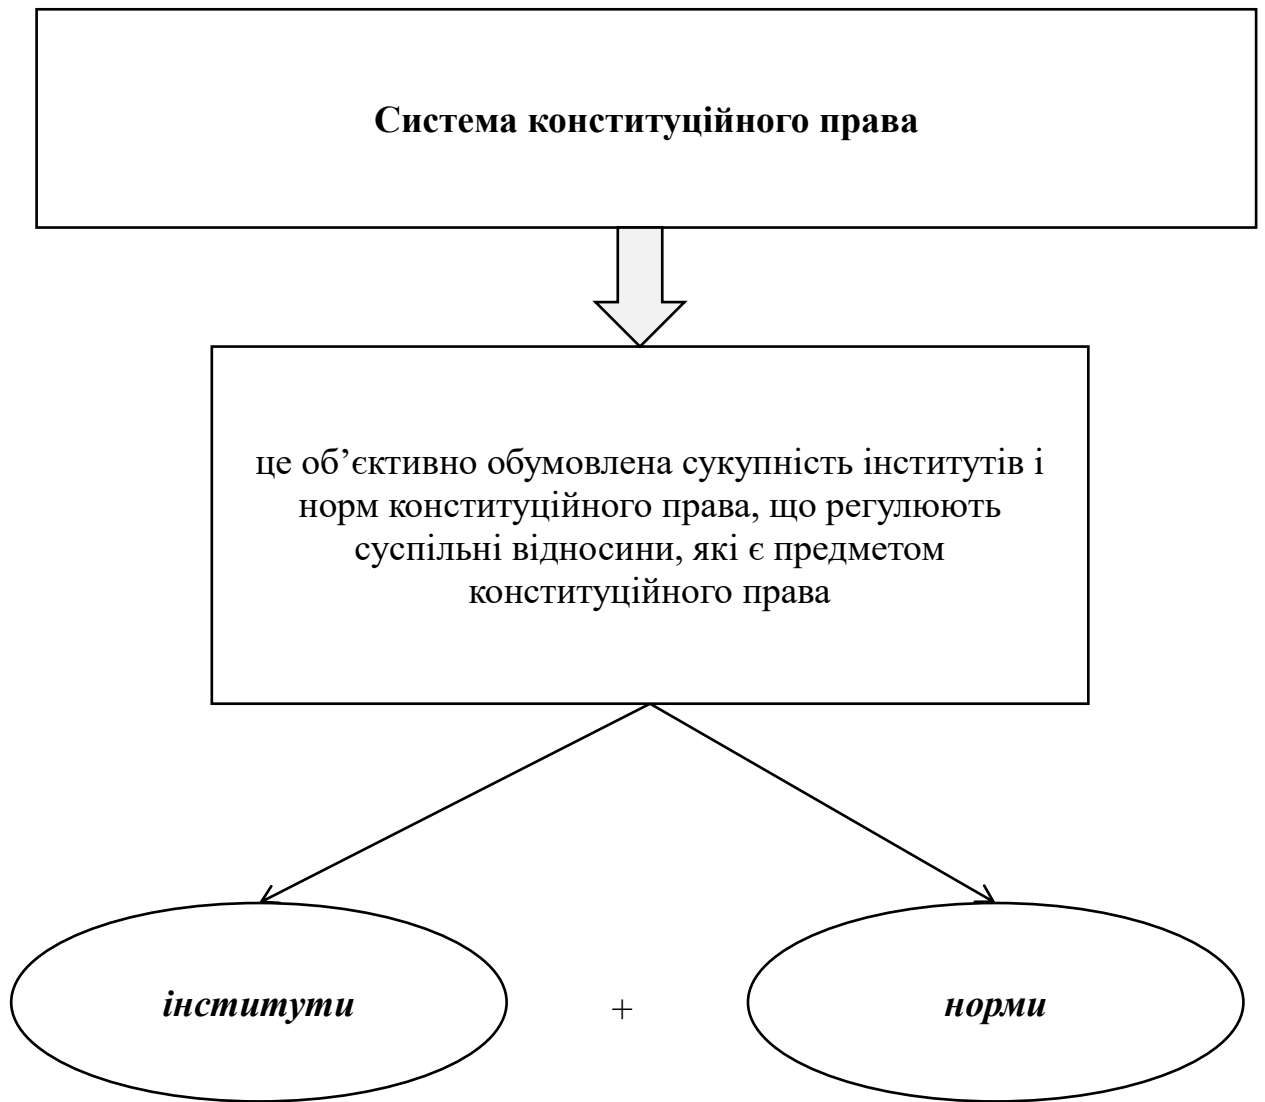 Система конституційного права
це об’єктивно обумовлена сукупність інститутів і
норм конституційного права, що регулюють
суспільні відносини, які є предметом
конституційного права
інститути + норми